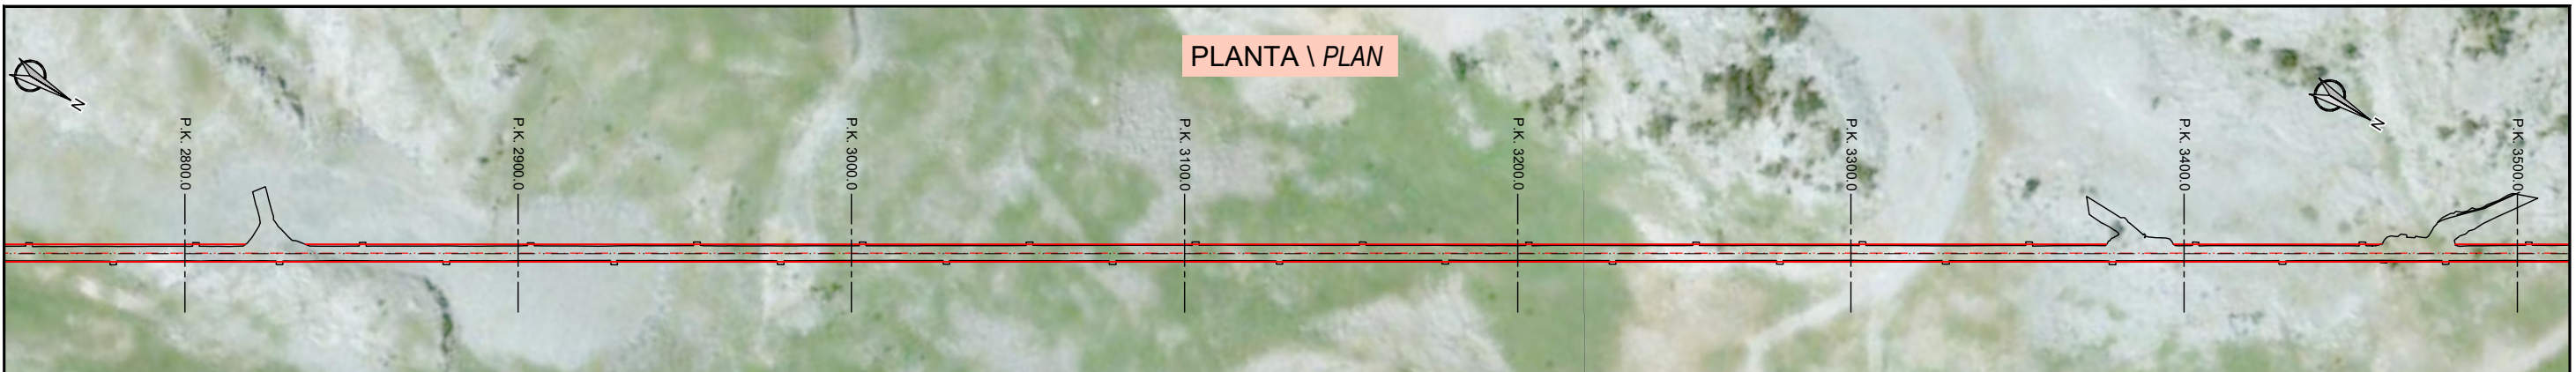 PLANTA \ PLAN
N
P.K. 2800.0
P.K. 2900.0
P.K. 3000.0
P.K. 3100.0
P.K. 3200.0
P.K. 3300.0
P.K. 3400.0
N
P.K. 3500.0